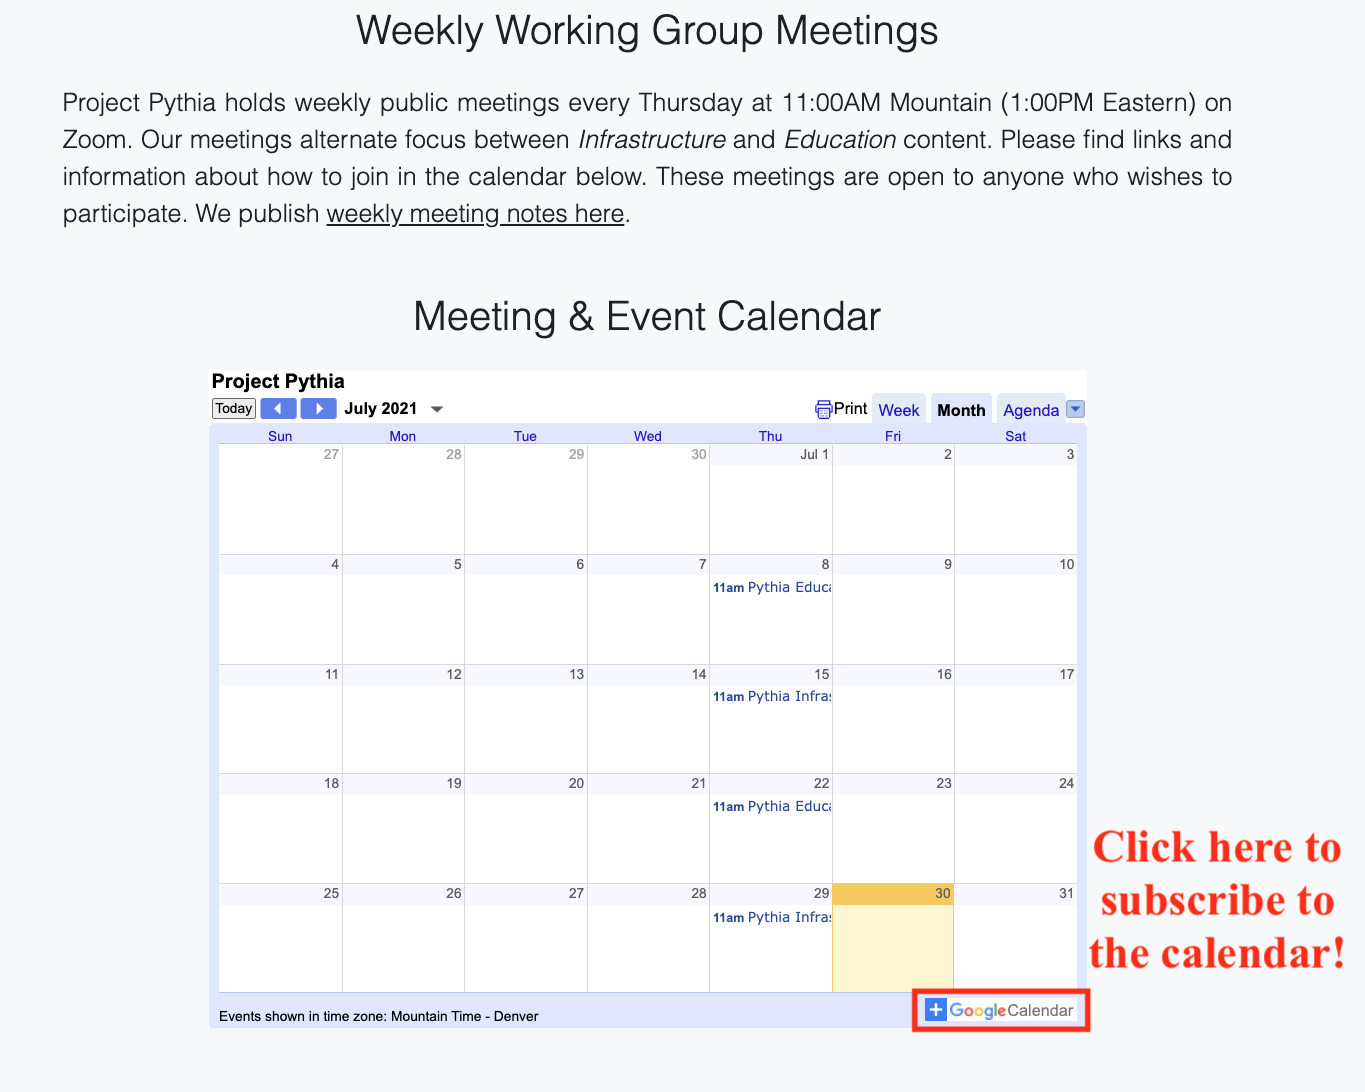 Weekly Working Group Meetings
Project Pythia holds weekly public meetings every Thursday at 11:00AM Mountain (1:00PM Eastern) on
Zoom. Our meetings alternate focus between Infrastructure and Education content. Please find links and
information about how to join in the calendar below. These meetings are open to anyone who wishes to
participate. We publish weekly meeting notes here.
Meeting & Event Calendar
Project Pythia
Today July 2021 Print Week Month Agenda
Sun Mon Tue Wed Thu Fri Sat
27 28 29 30 Jul 1 2 3
4 5 6 7 8 9 10
11am Pythia Educa
11 12 13 14 15 16 17
11am Pythia Infras
18 19 20 21 22 23 24
11am Pythia Educa
25 26 27 28 29 30 31
11am Pythia Infras
Click here to
subscribe to
the calendar!
Events shown in time zone: Mountain Time - Denver
+ GoogleCalendar